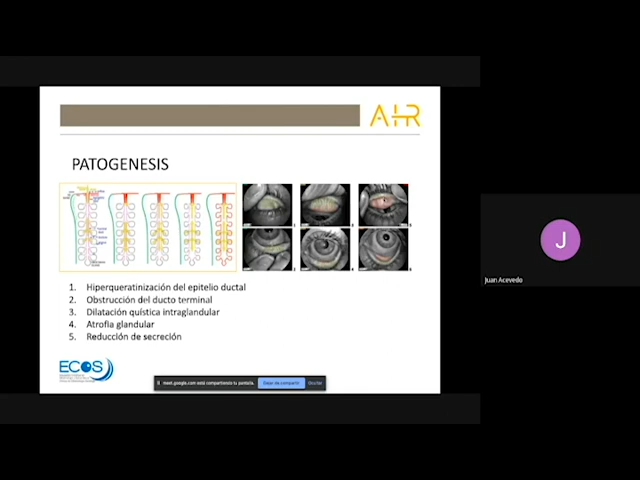 AHR
PATOGENESIS
1. Hiperqueratinización del epitelio ductal
2. Obstrucción del ducto terminal
3. Dilatación quística intraglandular
4. Atrofia glandular
5. Reducción de secreción
ECOS
meet.google.com está compartiendo tu pantalla.
Dejar de compartir
Ocultar
J
Juan Acevedo